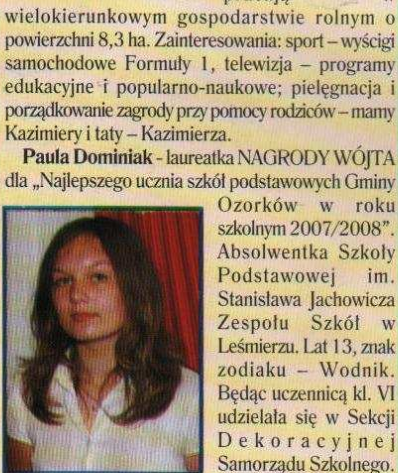 wielokierunkowym gospodarstwie rolnym o
powierzchni 8,3 ha. Zainteresowania: sport – wyścigi
samochodowe Formuły 1, telewizja – programy
edukacyjne i popularno-naukowe; pielęgnacja i
porządkowanie zagrody przy pomocy rodziców – mamy
Kazimiery i taty – Kazimierza.
Paula Dominiak - laureatka NAGRODY WÓJTA
dla „Najlepszego ucznia szkół podstawowych Gminy
Ozorków w roku
szkolnym 2007/2008”.
Absolwentka Szkoły
Podstawowej im.
Stanisława Jachowicza
Zespołu Szkół w
Leśmierzu. Lat 13, znak
zodiaku – Wodnik.
Będąc uczennicą kl. VI
udzielała się w Sekcji
Dekoracyjnej
Samorządu Szkolnego.